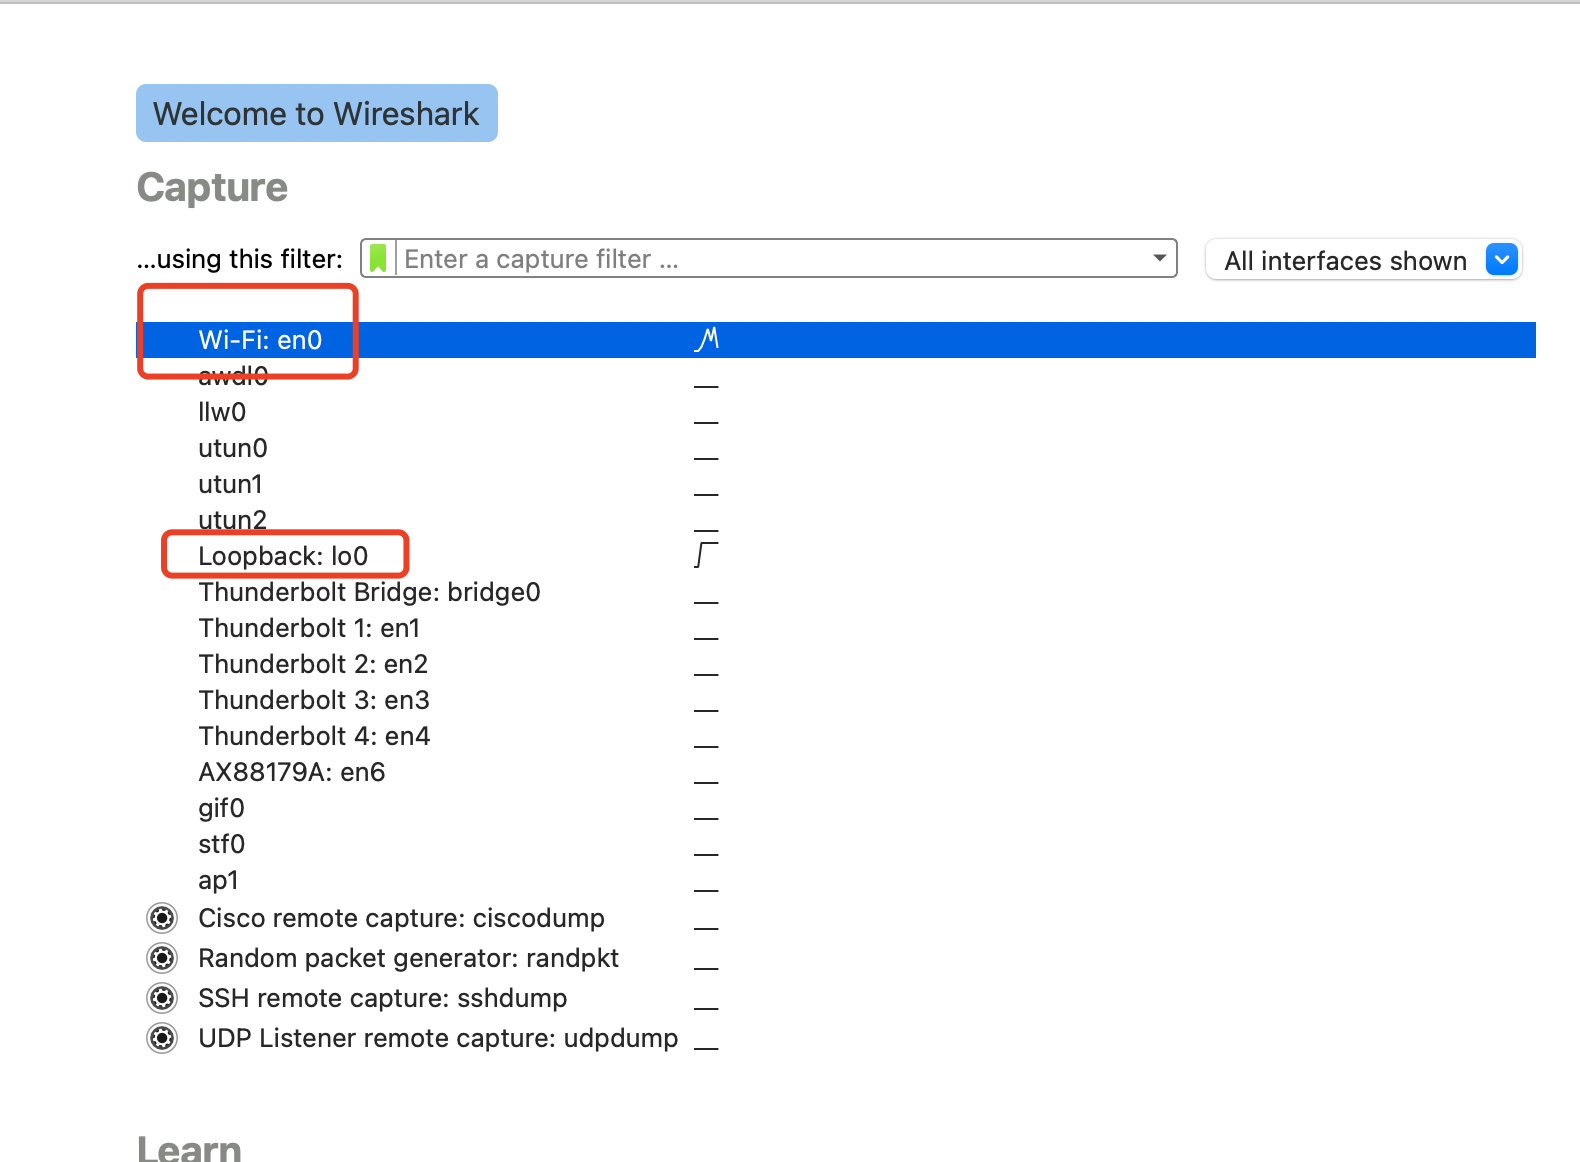 Welcome to Wireshark
Capture
...using this filter: Enter a capture filter ... All interfaces shown
Wi-Fi: en0
awdl0
llw0
utun0
utun1
utun2
Loopback: lo0
Thunderbolt Bridge: bridge0
Thunderbolt 1: en1
Thunderbolt 2: en2
Thunderbolt 3: en3
Thunderbolt 4: en4
AX88179A: en6
gif0
stf0
ap1
Cisco remote capture: ciscodump
Random packet generator: randpkt
SSH remote capture: sshdump
UDP Listener remote capture: udpdump
Learn